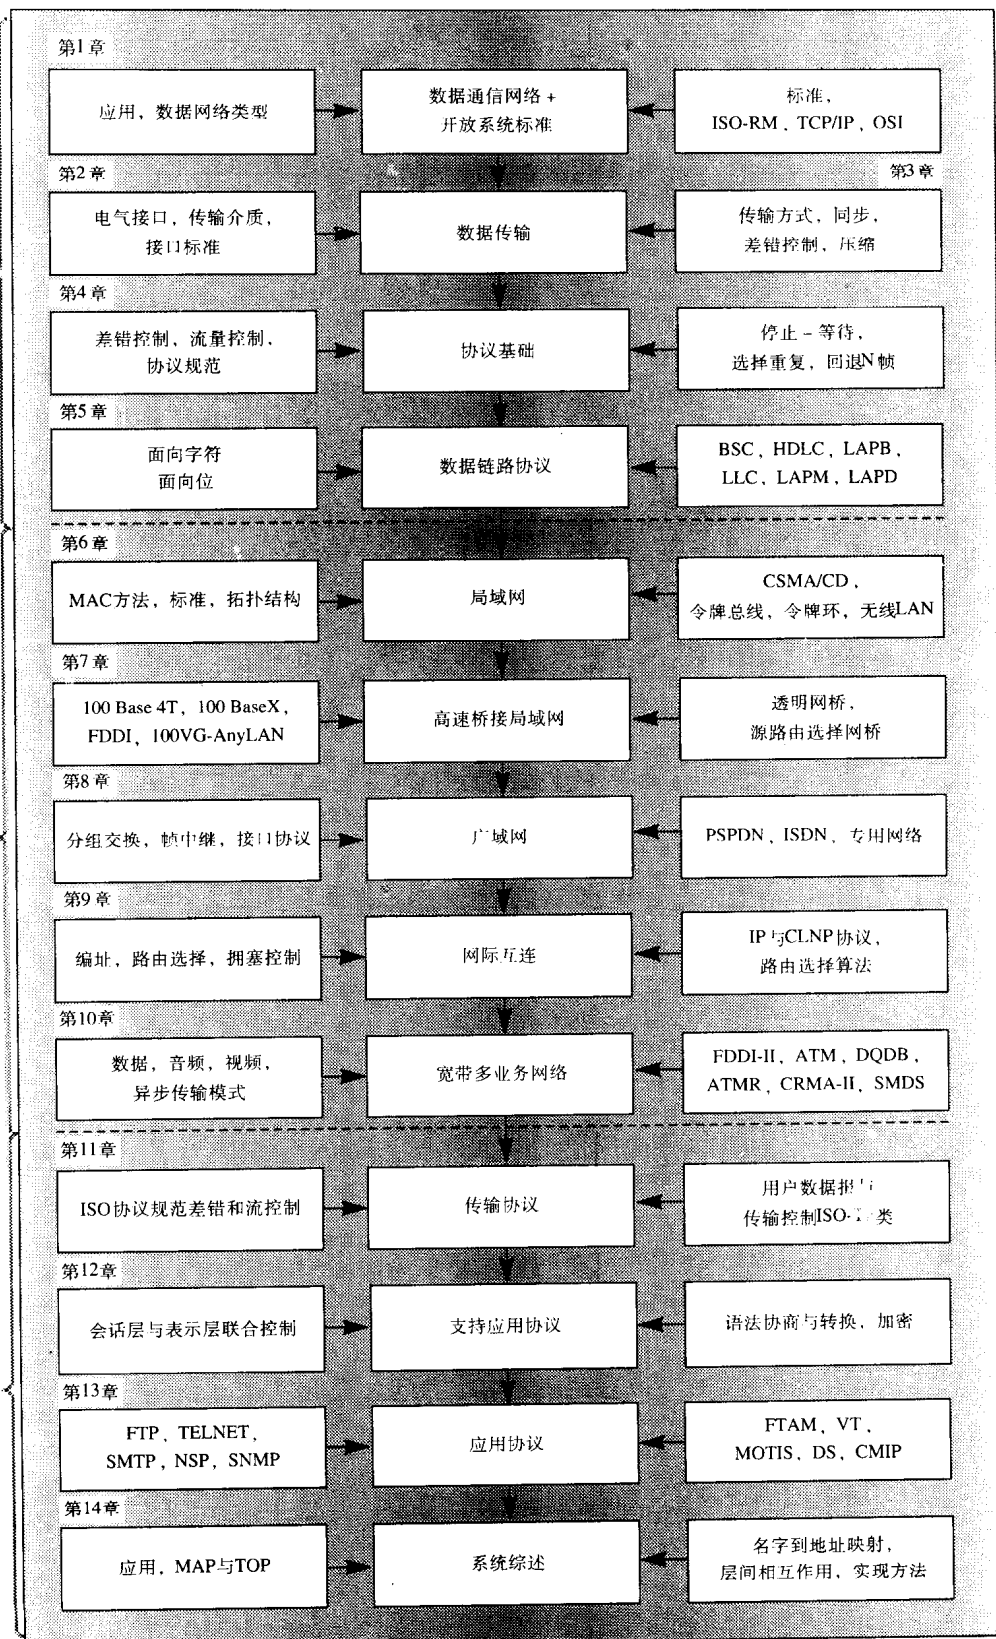 第1章
应用，数据网络类型
数据通信网络 +
开放系统标准
标准，
ISO-RM，TCP/IP，OSI
第2章
第3章
电气接口，传输介质，
接口标准
数据传输
传输方式，同步，
差错控制，压缩
第4章
差错控制，流量控制，
协议规范
协议基础
停止－等待，
选择重复，回退N帧
第5章
面向字符
面向位
数据链路协议
BSC，HDLC，LAPB，
LLC，LAPM，LAPD
第6章
MAC方法，标准，拓扑结构
局域网
CSMA/CD，
令牌总线，令牌环，无线LAN
第7章
100 Base 4T，100 BaseX，
FDDI，100VG-AnyLAN
高速桥接局域网
透明网桥，
源路由选择网桥
第8章
分组交换，帧中继，接口协议
广域网
PSPDN，ISDN，专用网络
第9章
编址，路由选择，拥塞控制
网际互连
IP与CLNP协议，
路由选择算法
第10章
数据，音频，视频，
异步传输模式
宽带多业务网络
FDDI-II，ATM，DQDB，
ATMR，CRMA-II，SMDS
第11章
ISO协议规范差错和流控制
传输协议
用户数据报与
传输控制ISO- 类
第12章
会话层与表示层联合控制
支持应用协议
语法协商与转换，加密
第13章
FTP，TELNET，
SMTP，NSP，SNMP
应用协议
FTAM，VT，
MOTIS，DS，CMIP
第14章
应用，MAP与TOP
系统综述
名字到地址映射，
层间相互作用，实现方法